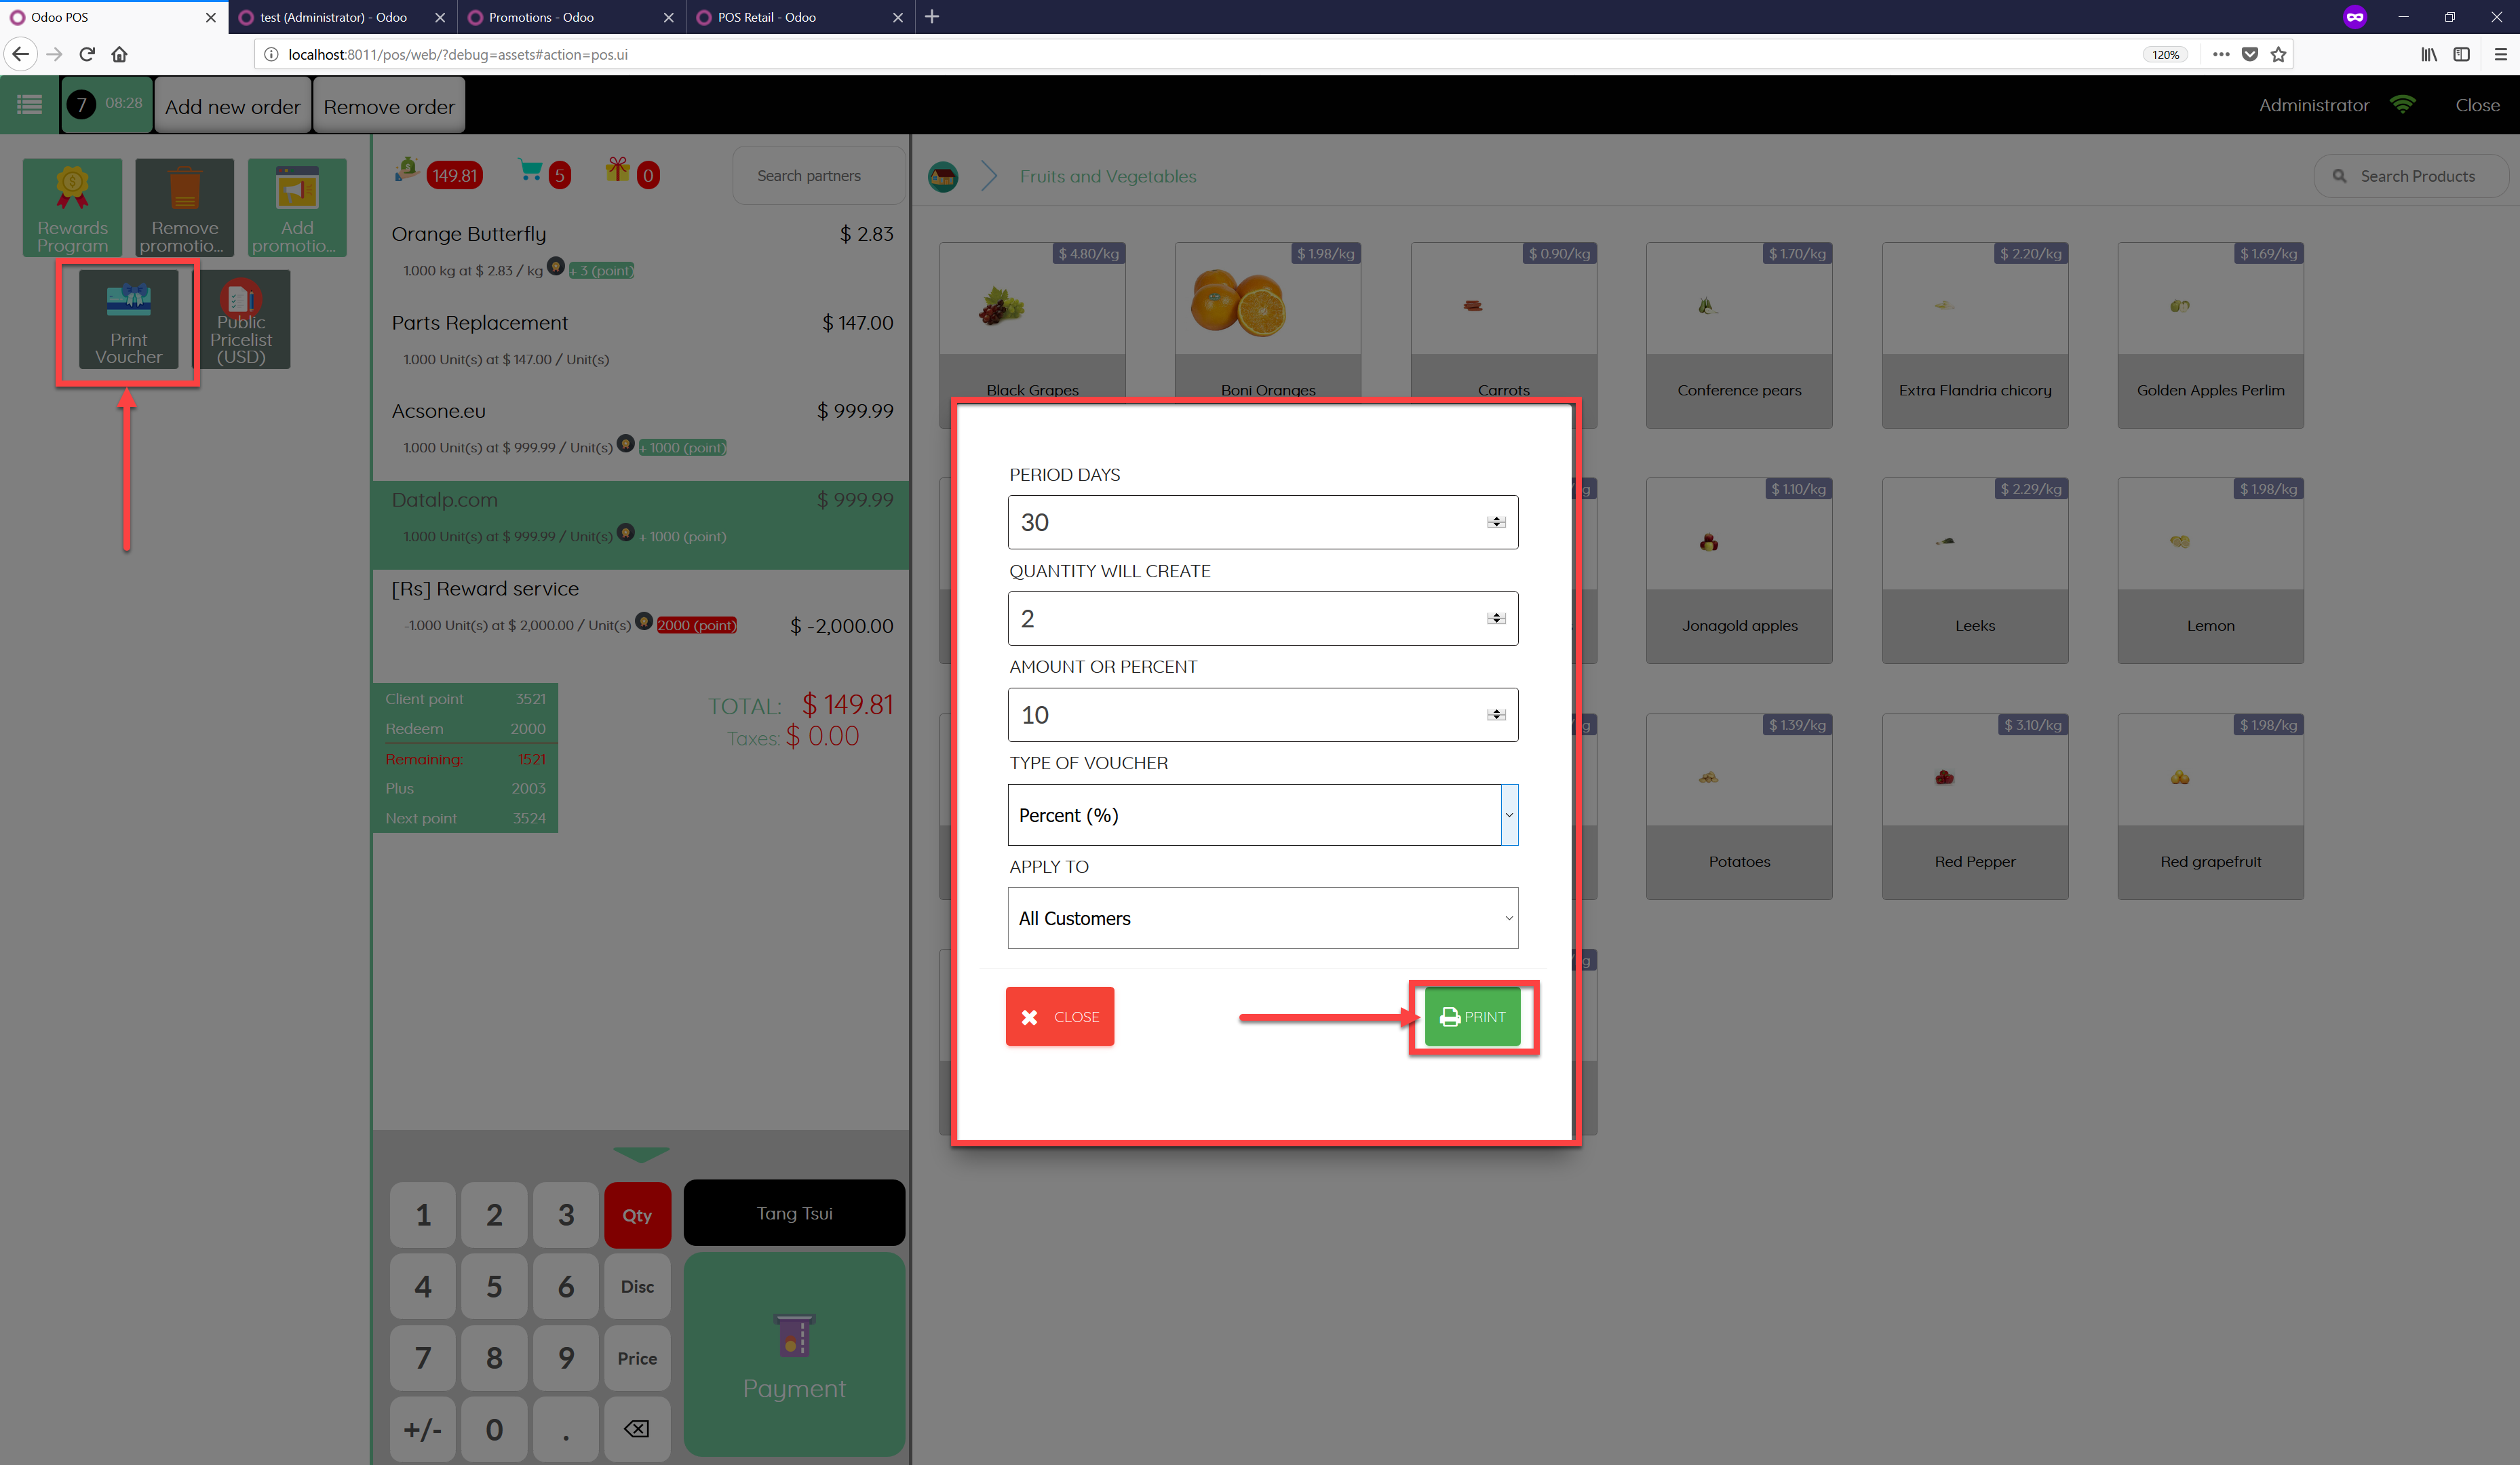 Odoo POS
test (Administrator) - Odoo
Promotions - Odoo
POS Retail - Odoo
localhost:8011/pos/web/?debug=assets#action=pos.ui
120%
7 08:28
Add new order
Remove order
Administrator
Close
Rewards
Program
Remove
promotio...
Add
promotio...
Print
Voucher
Public
Pricelist
(USD)
149.81
5
0
Search partners
Orange Butterfly $ 2.83
1.000 kg at $ 2.83 / kg + 3 (point)
Parts Replacement $ 147.00
1.000 Unit(s) at $ 147.00 / Unit(s)
Acsone.eu $ 999.99
1.000 Unit(s) at $ 999.99 / Unit(s) + 1000 (point)
Datalp.com $ 999.99
1.000 Unit(s) at $ 999.99 / Unit(s) + 1000 (point)
[Rs] Reward service
-1.000 Unit(s) at $ 2,000.00 / Unit(s) 2000 (point) $ -2,000.00
Client point 3521
Redeem 2000
Remaining: 1521
Plus 2003
Next point 3524
TOTAL: $ 149.81
Taxes: $ 0.00
1 2 3 Qty
4 5 6 Disc
7 8 9 Price
+/- 0 .
Tang Tsui
Payment
Fruits and Vegetables
Search Products
$ 4.80/kg
$ 1.98/kg
$ 0.90/kg
$ 1.70/kg
$ 2.20/kg
$ 1.69/kg
Black Grapes
Boni Oranges
Carrots
Conference pears
Extra Flandria chicory
Golden Apples Perlim
$ 1.10/kg
$ 2.29/kg
$ 1.98/kg
Jonagold apples
Leeks
Lemon
$ 1.39/kg
$ 3.10/kg
$ 1.98/kg
Potatoes
Red Pepper
Red grapefruit
PERIOD DAYS
30
QUANTITY WILL CREATE
2
AMOUNT OR PERCENT
10
TYPE OF VOUCHER
Percent (%)
APPLY TO
All Customers
CLOSE
PRINT